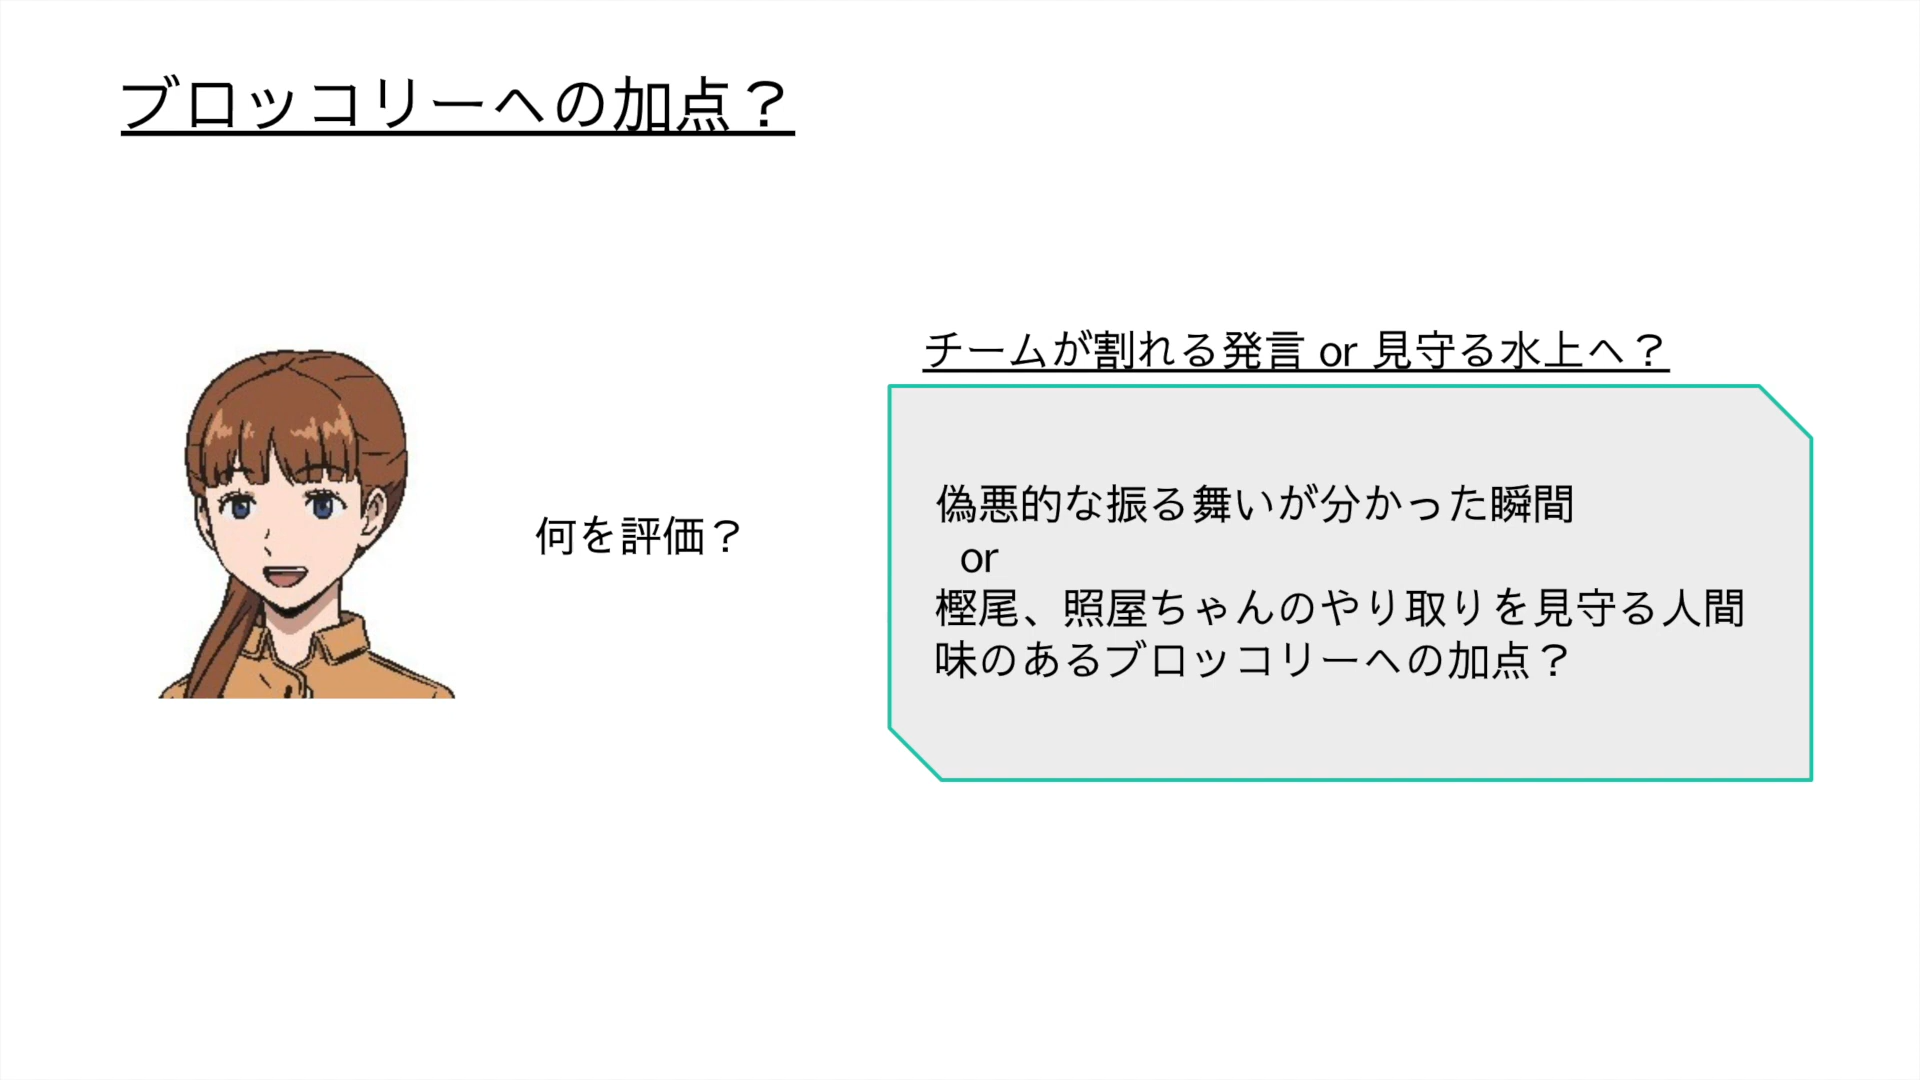 ブロッコリーへの加点？
チームが割れる発言 or 見守る水上へ？
何を評価？
偽悪的な振る舞いが分かった瞬間
or
樫尾、照屋ちゃんのやり取りを見守る人間
味のあるブロッコリーへの加点？